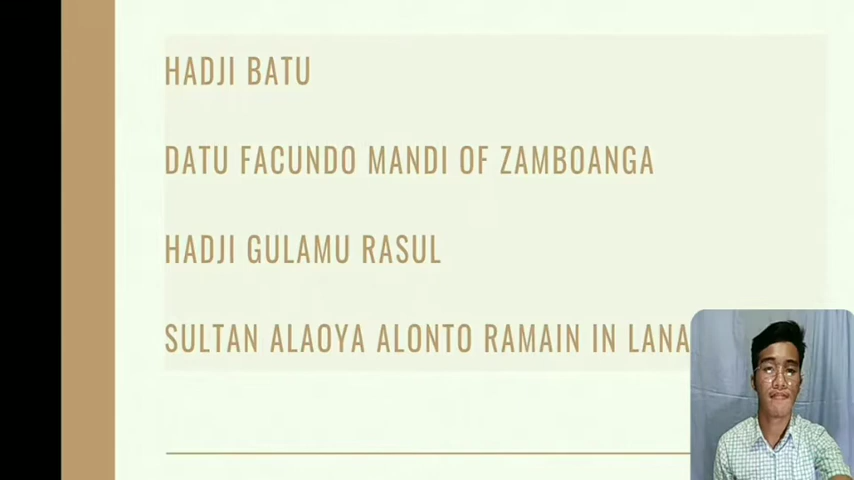 HADJI BATU
DATU FACUNDO MANDI OF ZAMBOANGA
HADJI GULAMU RASUL
SULTAN ALAOYA ALONTO RAMAIN IN LANA